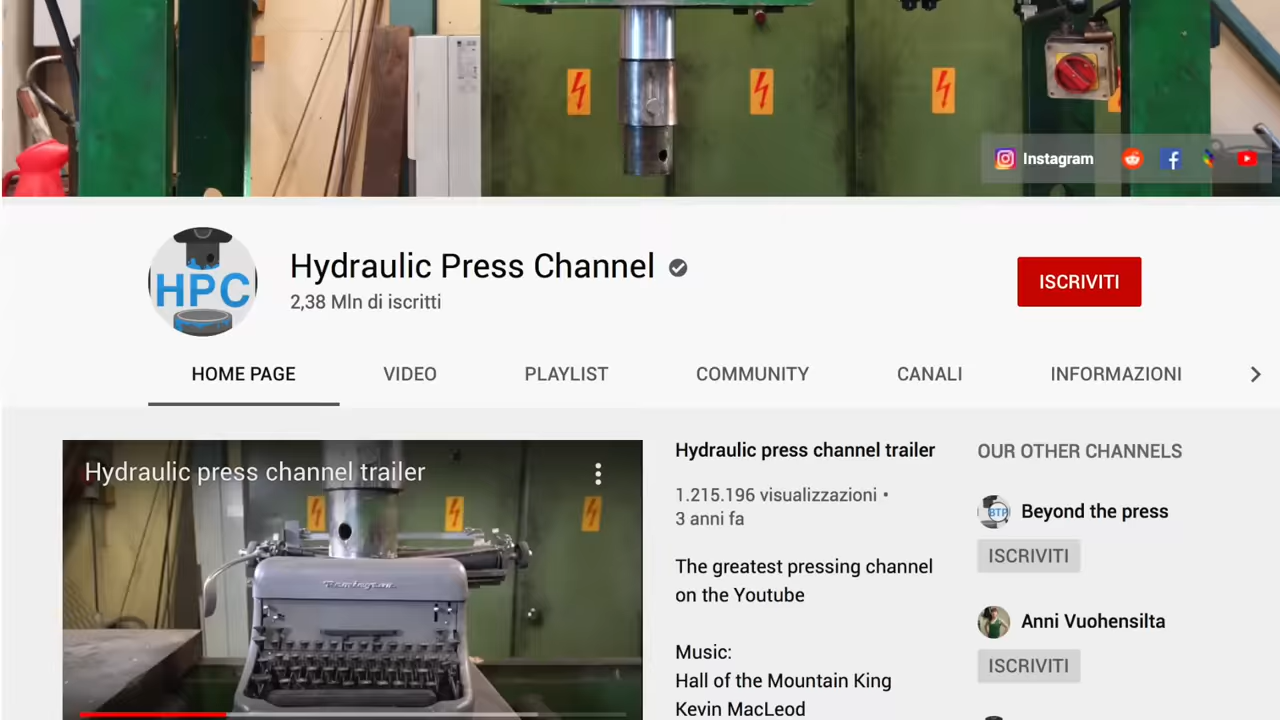 Instagram
HPC
Hydraulic Press Channel
2,38 Mln di iscritti
ISCRIVITI
HOME PAGE
VIDEO
PLAYLIST
COMMUNITY
CANALI
INFORMAZIONI
Hydraulic press channel trailer
Hydraulic press channel trailer
1.215.196 visualizzazioni •
3 anni fa
The greatest pressing channel
on the Youtube
Music:
Hall of the Mountain King
Kevin MacLeod
OUR OTHER CHANNELS
BTP
Beyond the press
ISCRIVITI
Anni Vuohensilta
ISCRIVITI